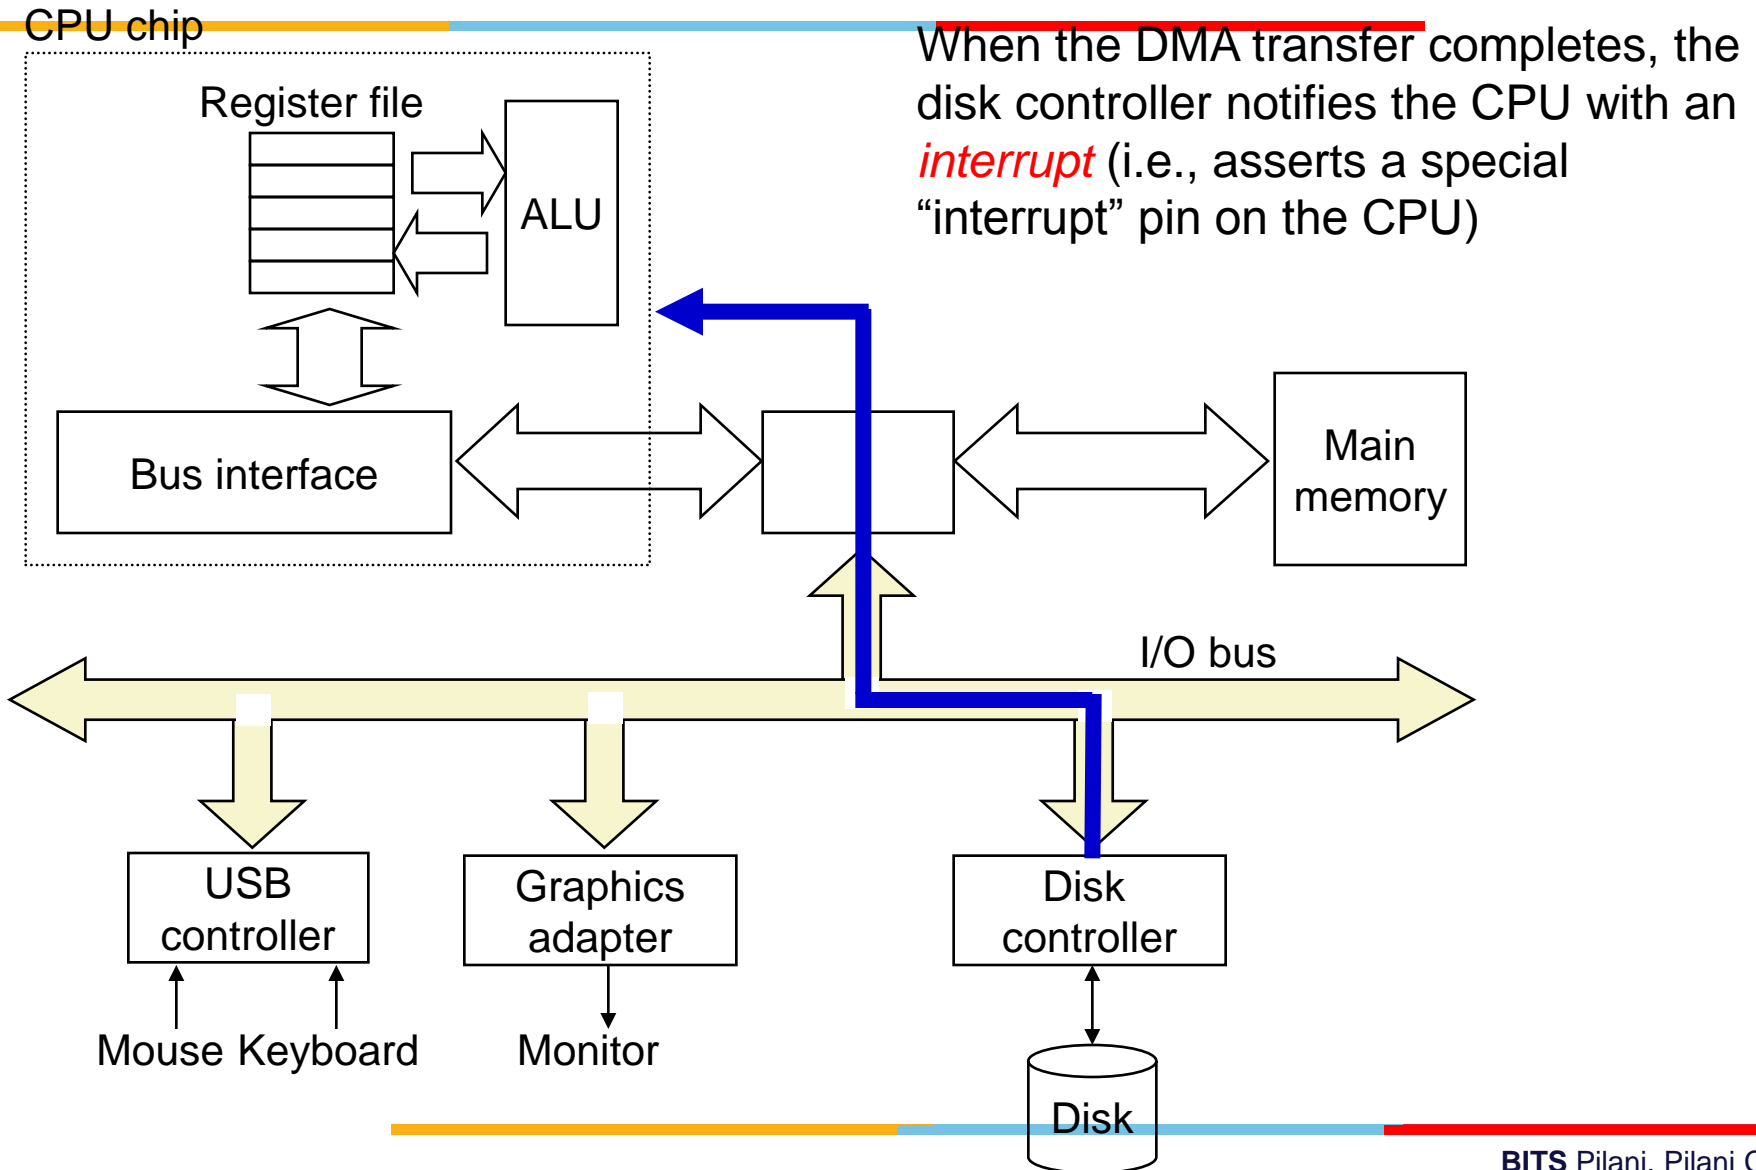 CPU chip
When the DMA transfer completes, the
disk controller notifies the CPU with an
interrupt (i.e., asserts a special
“interrupt” pin on the CPU)
Register file
ALU
Bus interface
Main
memory
I/O bus
USB
controller
Graphics
adapter
Disk
controller
Mouse Keyboard
Monitor
Disk
BITS Pilani, Pilani